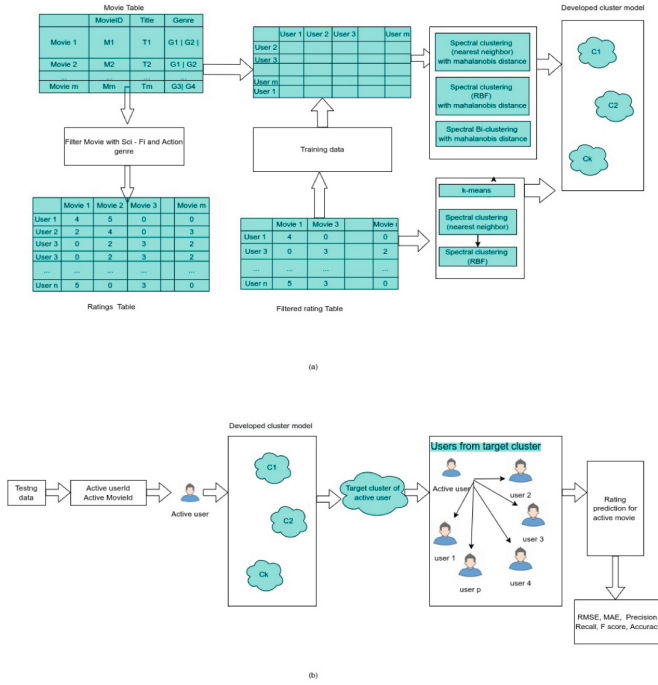 Movie Table
MovieID Title Genre
Movie 1 M1 T1 G1 | G2 |
Movie 2 M2 T2 G1 | G2
... ... ... ...
Movie m Mm Tm G3| G4
Filter Movie with Sci - Fi and Action
genre
Movie 1 Movie 2 Movie 3 Movie m
User 1 4 5 0 0
User 2 2 4 0 3
User 3 0 2 3 2
User 3 0 2 3 2
... ... ... ... ...
User n 5 0 3 0
Ratings Table
User 1 User 2 User 3 User m
User 2
User 3
...
User m
User 1
Training data
Movie 1 Movie 3 Movie
User 1 4 0 0
User 3 0 3 2
... ... ... ...
User n 5 3 0
Filtered rating Table
Spectral clustering
(nearest neighbor)
with mahalanobis distance
Spectral clustering
(RBF)
with mahalanobis distance
Spectral Bi-clustering
with mahalanobis distance
k-means
Spectral clustering
(nearest neighbor)
Spectral clustering
(RBF)
Developed cluster model
C1
C2
Ck
(a)
Testng
data
Active userId
Active MovieId
Active user
Developed cluster model
C1
C2
Ck
Target cluster of
active user
Users from target cluster
Active user
user 2
user 3
user 1
user 4
user p
Rating
prediction for
active movie
RMSE, MAE, Precision
Recall, F score, Accurac
(b)